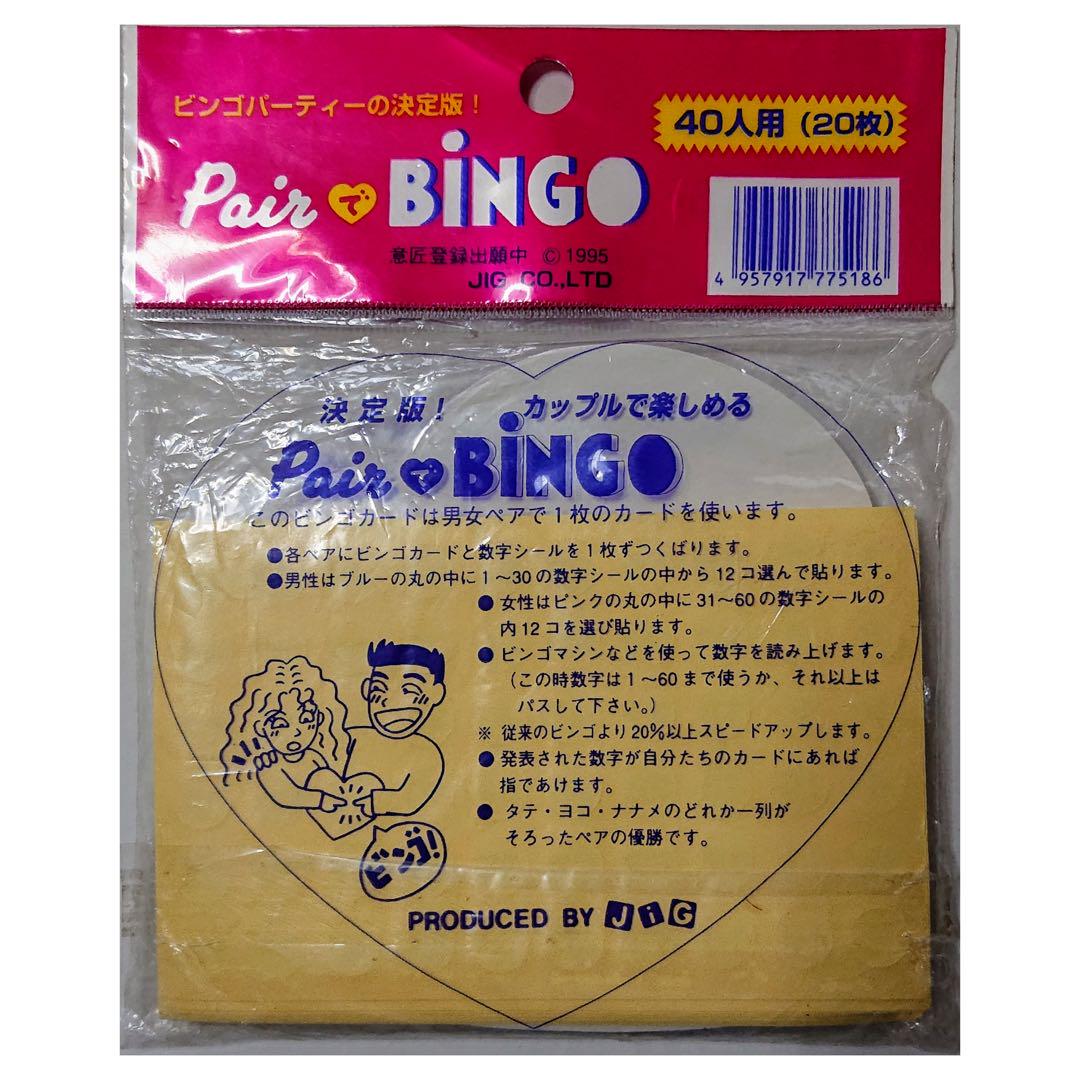 ビンゴパーティーの決定版!
40人用(20枚)
Pair で BiNGO
意匠登録出願中 © 1995
JIG CO.,LTD
4 957917 775186
決定版! カップルで楽しめる
Pair で BiNGO
このビンゴカードは男女ペアで1枚のカードを使います。
●各ペアにビンゴカードと数字シールを1枚ずつくばります。
●男性はブルーの丸の中に1〜30の数字シールの中から12コ選んで貼ります。
●女性はピンクの丸の中に31〜60の数字シールの
内12コを選び貼ります。
●ビンゴマシンなどを使って数字を読み上げます。
(この時数字は1〜60まで使うか、それ以上は
パスして下さい。)
※ 従来のビンゴより20%以上スピードアップします。
●発表された数字が自分たちのカードにあれば
指であけます。
●タテ・ヨコ・ナナメのどれか一列が
そろったペアの優勝です。
ビンゴ!
PRODUCED BY JiG